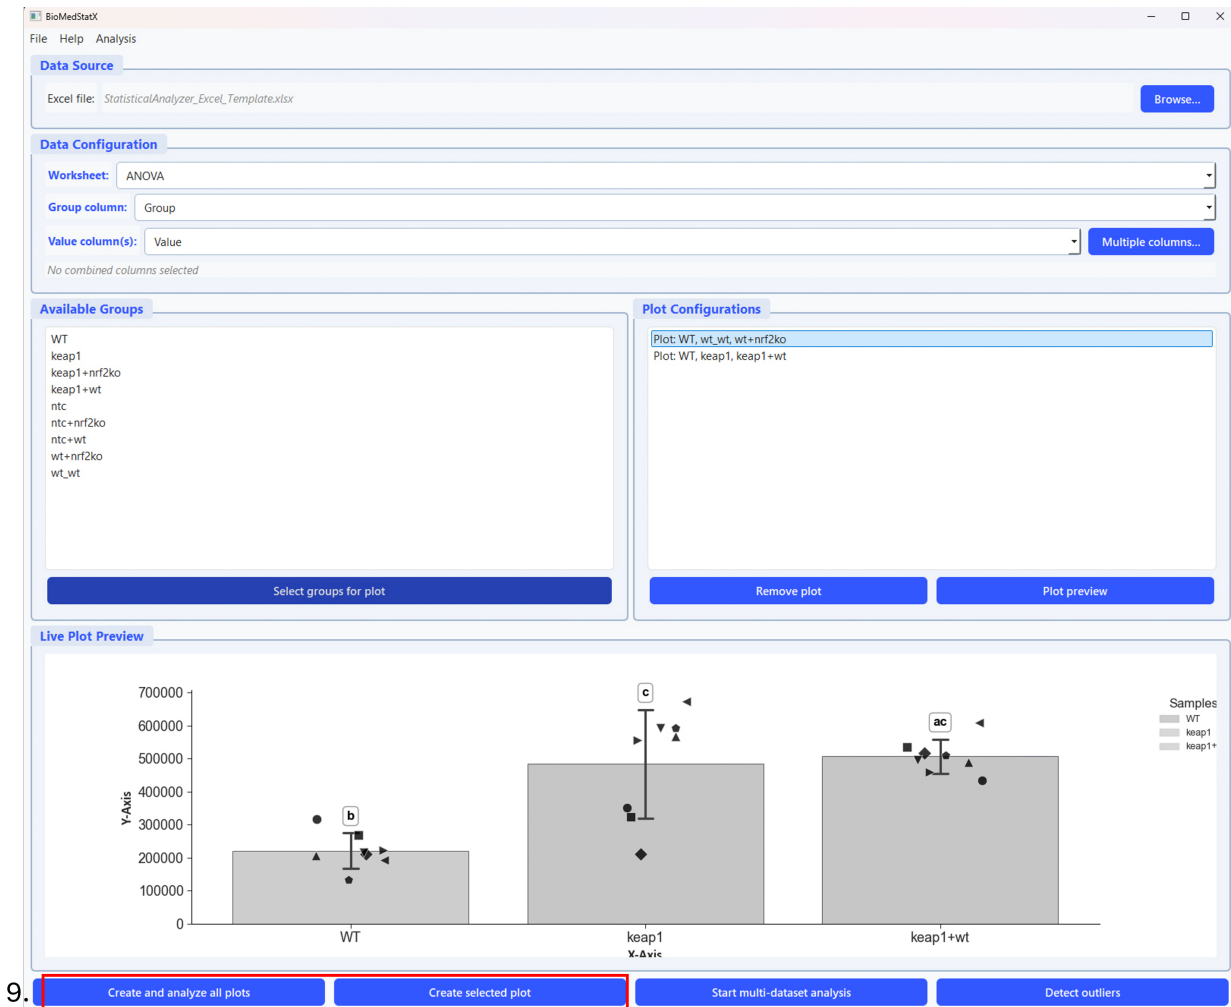 BioMedStatX
File Help Analysis
Data Source
Excel file: StatisticalAnalyzer_Excel_Template.xlsx Browse...
Data Configuration
Worksheet: ANOVA
Group column: Group
Value column(s): Value Multiple columns...
No combined columns selected
Available Groups
WT
keap1
keap1+nrf2ko
keap1+wt
ntc
ntc+nrf2ko
ntc+wt
wt+nrf2ko
wt_wt
Select groups for plot
Plot Configurations
Plot: WT, wt_wt, wt+nrf2ko
Plot: WT, keap1, keap1+wt
Remove plot Plot preview
Live Plot Preview
700000
600000
500000
400000
300000
200000
100000
0
Y-Axis
b
c
ac
WT keap1 keap1+wt
X-Axis
Samples
WT
keap1
keap1+
9. Create and analyze all plots Create selected plot Start multi-dataset analysis Detect outliers